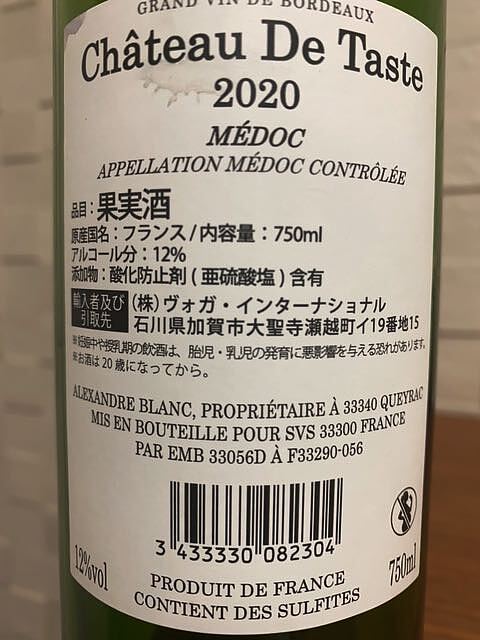 GRAND VIN DE BORDEAUX
Château De Taste
2020
MÉDOC
APPELLATION MÉDOC CONTRÔLÉE
品目：果実酒
原産国名：フランス/内容量：750ml
アルコール分：12%
添加物：酸化防止剤(亜硫酸塩)含有
輸入者及び引取先 (株)ヴォガ・インターナショナル
石川県加賀市大聖寺瀬越町イ19番地15
※妊娠中や授乳期の飲酒は、胎児・乳児の発育に悪影響を与える恐れがあります。
※お酒は20歳になってから。
ALEXANDRE BLANC, PROPRIÉTAIRE À 33340 QUEYRAC
MIS EN BOUTEILLE POUR SVS 33300 FRANCE
PAR EMB 33056D À F33290-056
3 433330 082304
12%vol
750ml
PRODUIT DE FRANCE
CONTIENT DES SULFITES